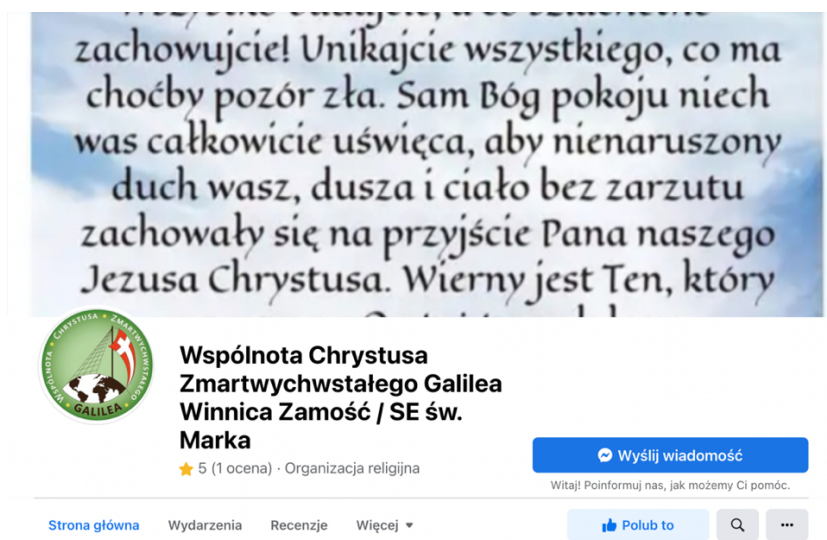 zachowujcie! Unikajcie wszystkiego, co ma
choćby pozór zła. Sam Bóg pokoju niech
was całkowicie uświęca, aby nienaruszony
duch wasz, dusza i ciało bez zarzutu
zachowały się na przyjście Pana naszego
Jezusa Chrystusa. Wierny jest Ten, który
WSPÓLNOTA • CHRYSTUSA • ZMARTWYCHWSTAŁEGO •
GALILEA
Wspólnota Chrystusa
Zmartwychwstałego Galilea
Winnica Zamość / SE św.
Marka
5 (1 ocena) · Organizacja religijna
Wyślij wiadomość
Witaj! Poinformuj nas, jak możemy Ci pomóc.
Strona główna Wydarzenia Recenzje Więcej
Polub to